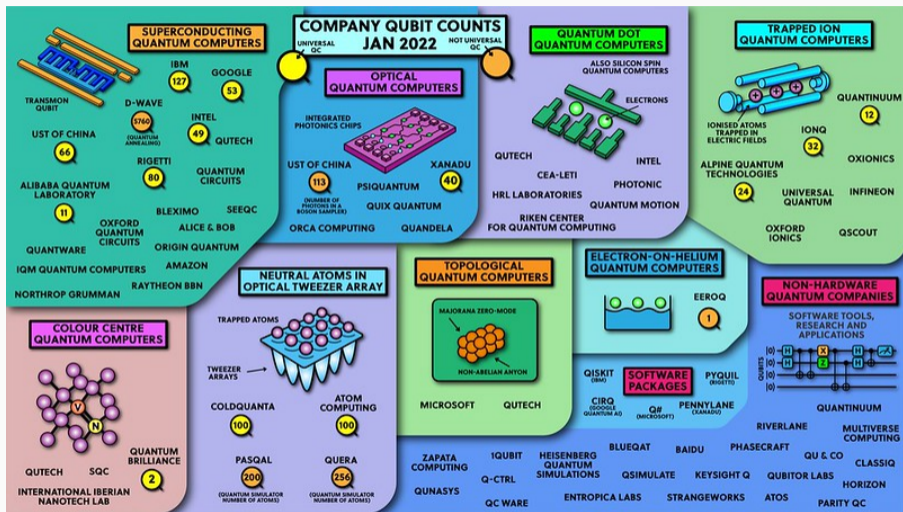 COMPANY QUBIT COUNTS
JAN 2022
UNIVERSAL
QC
NOT UNIVERSAL
QC
SUPERCONDUCTING
QUANTUM COMPUTERS
TRANSMON
QUBIT
IBM
127
GOOGLE
53
D-WAVE
5760
(QUANTUM
ANNEALING)
INTEL
49
QUTECH
UST OF CHINA
66
RIGETTI
80
QUANTUM
CIRCUITS
ALIBABA QUANTUM
LABORATORY
11
BLEXIMO
SEEQC
OXFORD
QUANTUM
CIRCUITS
ALICE & BOB
QUANTWARE
ORIGIN QUANTUM
IQM QUANTUM COMPUTERS
AMAZON
RAYTHEON BBN
NORTHROP GRUMMAN
OPTICAL
QUANTUM COMPUTERS
INTEGRATED
PHOTONICS CHIPS
UST OF CHINA
113
(NUMBER OF
PHOTONS IN A
BOSON SAMPLER)
XANADU
40
PSIQUANTUM
QUIX QUANTUM
ORCA COMPUTING
QUANDELA
QUANTUM DOT
QUANTUM COMPUTERS
ALSO SILICON SPIN
QUANTUM COMPUTERS
ELECTRONS
QUTECH
INTEL
CEA-LETI
PHOTONIC
HRL LABORATORIES
QUANTUM MOTION
RIKEN CENTER
FOR QUANTUM COMPUTING
TRAPPED ION
QUANTUM COMPUTERS
IONISED ATOMS
TRAPPED IN
ELECTRIC FIELDS
QUANTINUUM
12
IONQ
32
OXIONICS
ALPINE QUANTUM
TECHNOLOGIES
24
UNIVERSAL
QUANTUM
INFINEON
OXFORD
IONICS
QSCOUT
COLOUR CENTRE
QUANTUM COMPUTERS
V
N
QUTECH
SQC
QUANTUM
BRILLIANCE
2
INTERNATIONAL IBERIAN
NANOTECH LAB
NEUTRAL ATOMS IN
OPTICAL TWEEZER ARRAY
TRAPPED ATOMS
TWEEZER
ARRAYS
COLDQUANTA
100
ATOM
COMPUTING
100
PASQAL
200
(QUANTUM SIMULATOR
NUMBER OF ATOMS)
QUERA
256
(QUANTUM SIMULATOR
NUMBER OF ATOMS)
TOPOLOGICAL
QUANTUM COMPUTERS
MAJORANA ZERO-MODE
NON-ABELIAN ANYON
MICROSOFT
QUTECH
ELECTRON-ON-HELIUM
QUANTUM COMPUTERS
EEROQ
1
SOFTWARE
PACKAGES
QISKIT
(IBM)
PYQUIL
(RIGETTI)
CIRQ
(GOOGLE
QUANTUM AI)
Q#
(MICROSOFT)
PENNYLANE
(XANADU)
NON-HARDWARE
QUANTUM COMPANIES
SOFTWARE TOOLS,
RESEARCH AND
APPLICATIONS
QUBITS
|0⟩
|0⟩
|0⟩
|0⟩
H
X
H
H
Z
H
QUANTINUUM
RIVERLANE
MULTIVERSE
COMPUTING
ZAPATA
COMPUTING
1QUBIT
HEISENBERG
QUANTUM
SIMULATIONS
BLUEQAT
BAIDU
PHASECRAFT
QU & CO
CLASSIQ
Q-CTRL
QSIMULATE
KEYSIGHT Q
QUBITOR LABS
HORIZON
QUNASYS
QC WARE
ENTROPICA LABS
STRANGEWORKS
ATOS
PARITY QC